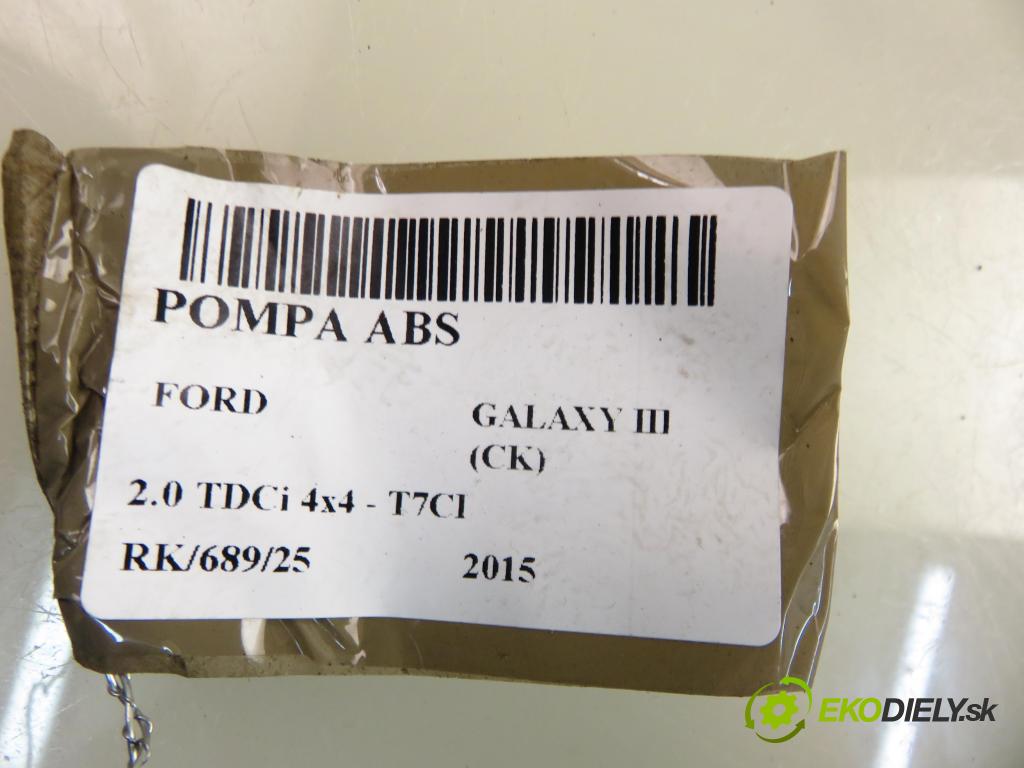 POMPA ABS
FORD
GALAXY III
(CK)
2.0 TDCi 4x4 - T7CI
RK/689/25
2015
EKODIELY.sk